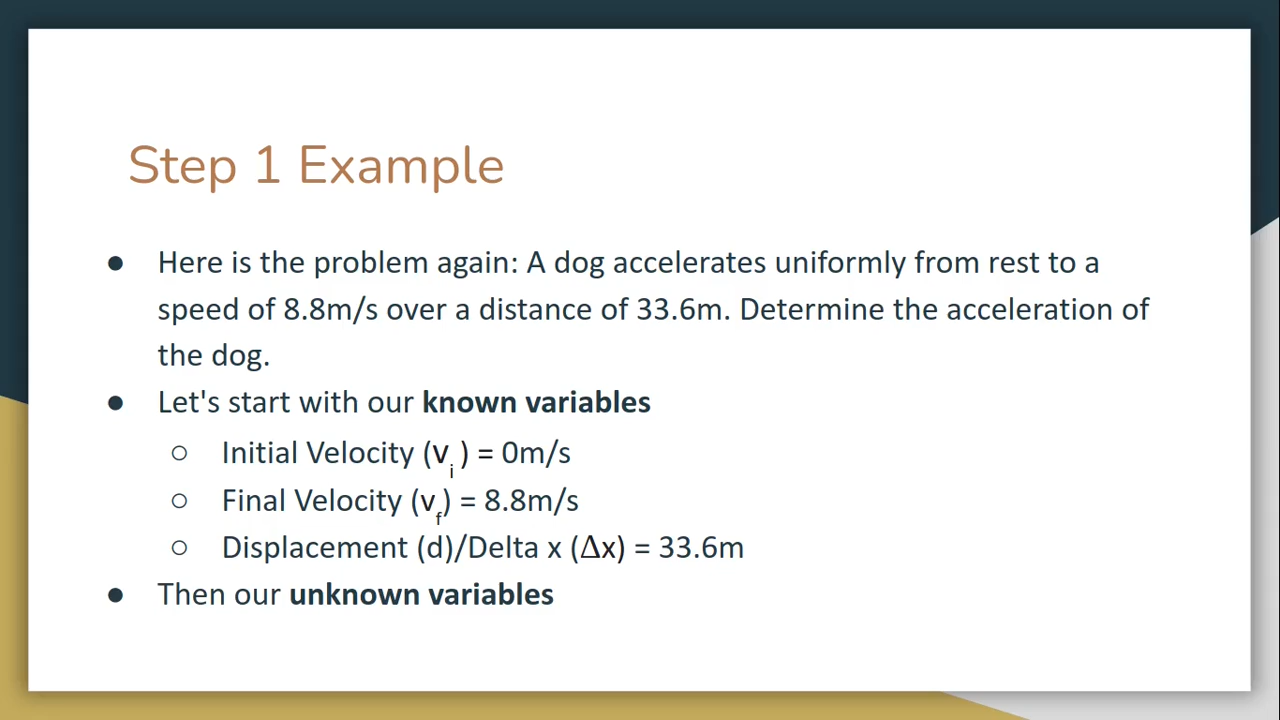 Step 1 Example
● Here is the problem again: A dog accelerates uniformly from rest to a
speed of 8.8m/s over a distance of 33.6m. Determine the acceleration of
the dog.
● Let's start with our known variables
○ Initial Velocity (vᵢ ) = 0m/s
○ Final Velocity (v_f) = 8.8m/s
○ Displacement (d)/Delta x (Δx) = 33.6m
● Then our unknown variables